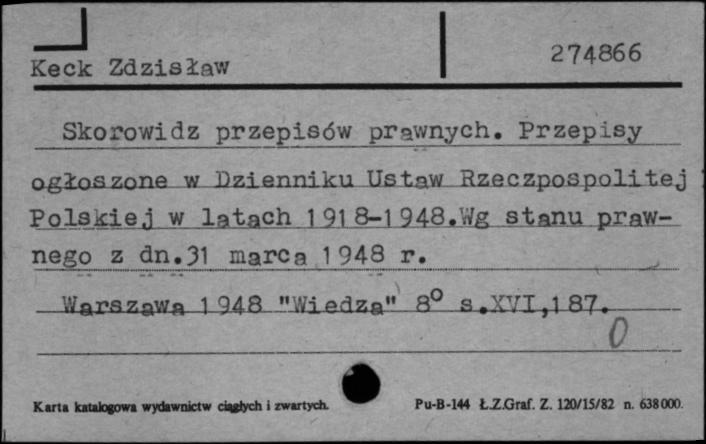 Keck Zdzisław 274866
Skorowidz przepisów prawnych. Przepisy
ogłoszone w Dzienniku Ustaw Rzeczpospolitej
Polskiej w latach 1918-1948.Wg stanu praw-
nego z dn.31 marca 1948 r.
Warszawa 1948 "Wiedza" 8° s.XVI,187.
0
Karta katalogowa wydawnictw ciągłych i zwartych. Pu-B-144 Ł.Z.Graf. Z. 120/15/82 n. 638000.